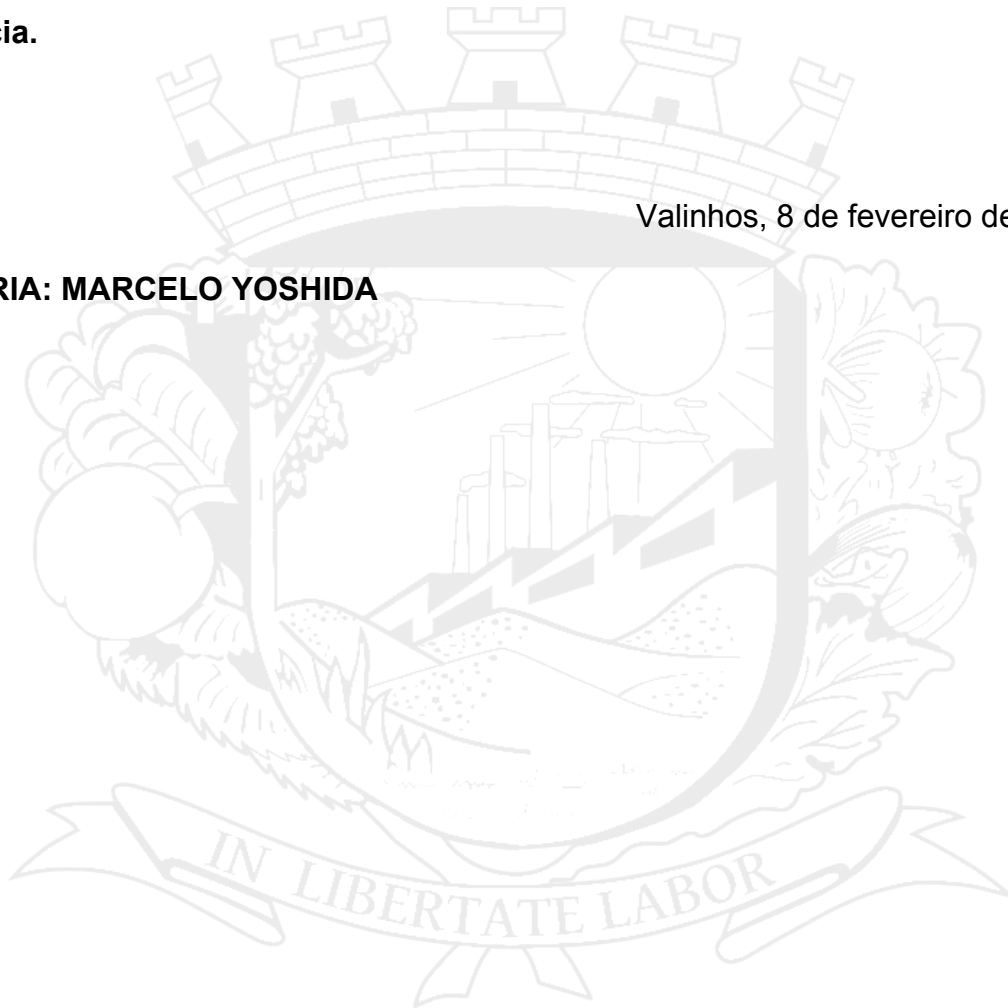 cia.
Valinhos, 8 de fevereiro de
RIA: MARCELO YOSHIDA
IN LIBERTATE LABOR